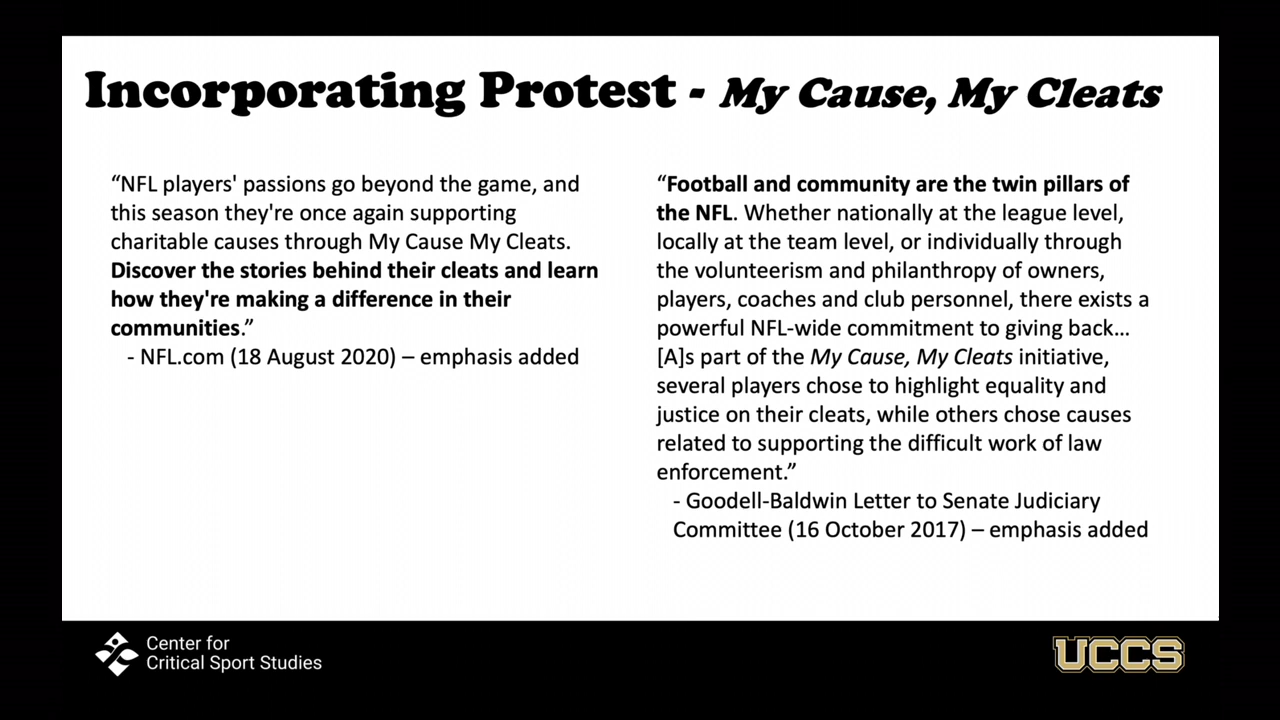 Incorporating Protest - My Cause, My Cleats
“NFL players' passions go beyond the game, and
this season they're once again supporting
charitable causes through My Cause My Cleats.
Discover the stories behind their cleats and learn
how they're making a difference in their
communities.”
- NFL.com (18 August 2020) – emphasis added
“Football and community are the twin pillars of
the NFL. Whether nationally at the league level,
locally at the team level, or individually through
the volunteerism and philanthropy of owners,
players, coaches and club personnel, there exists a
powerful NFL-wide commitment to giving back...
[A]s part of the My Cause, My Cleats initiative,
several players chose to highlight equality and
justice on their cleats, while others chose causes
related to supporting the difficult work of law
enforcement.”
- Goodell-Baldwin Letter to Senate Judiciary
Committee (16 October 2017) – emphasis added
Center for
Critical Sport Studies
UCCS